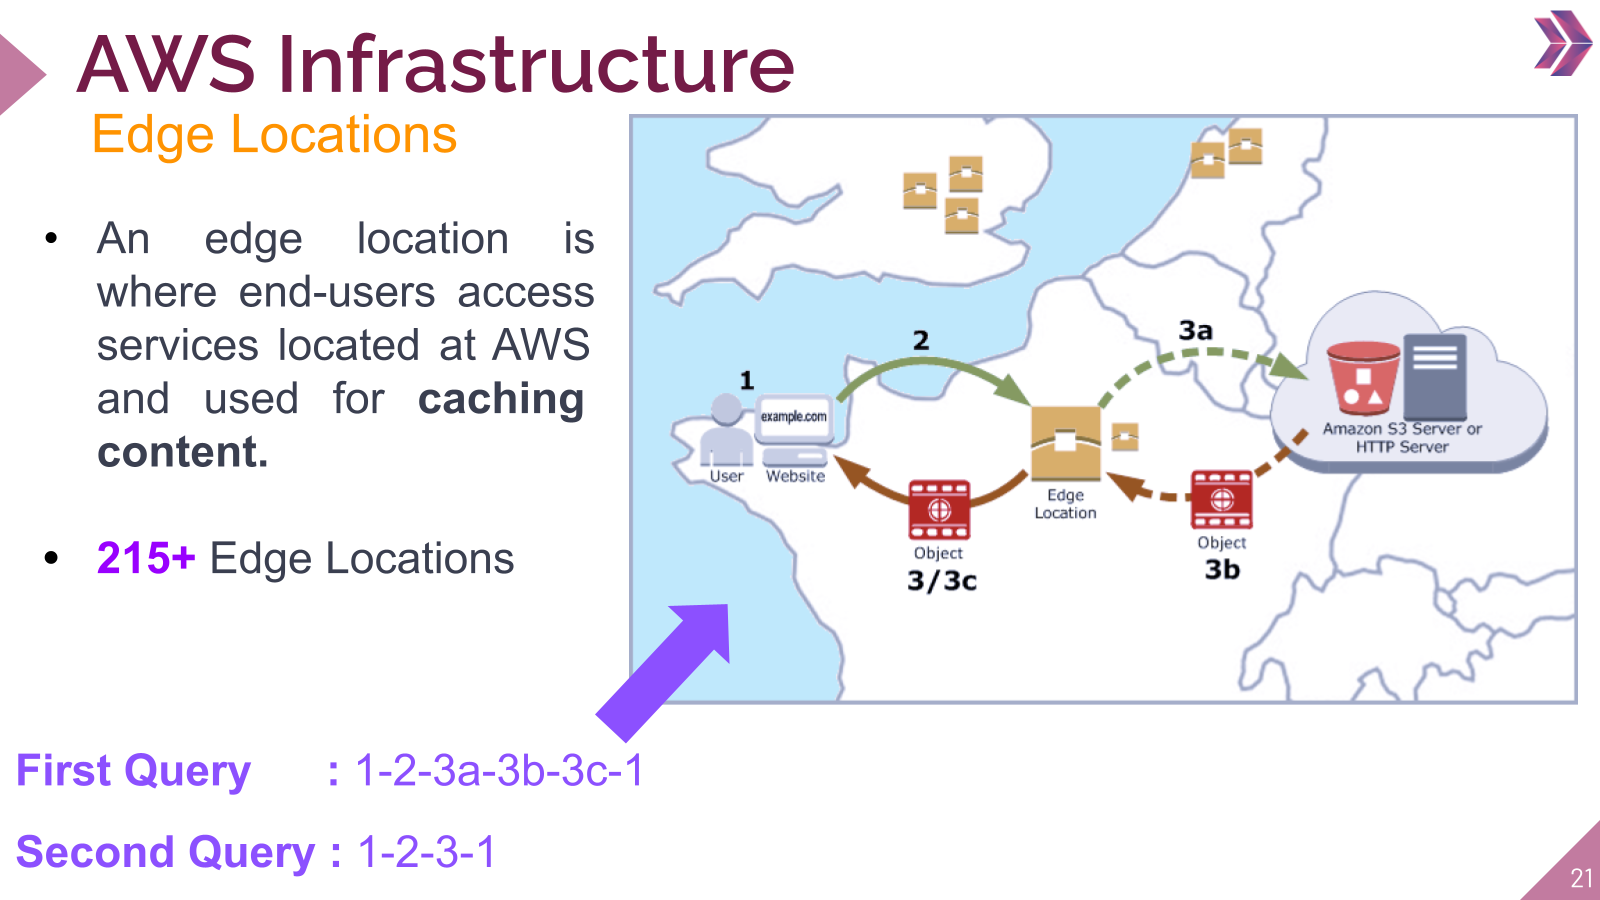 AWS Infrastructure
Edge Locations
• An edge location is
where end-users access
services located at AWS
and used for caching
content.
• 215+ Edge Locations
First Query : 1-2-3a-3b-3c-1
Second Query : 1-2-3-1
1
2
3a
example.com
User
Website
Edge
Location
Amazon S3 Server or
HTTP Server
Object
3/3c
Object
3b
21